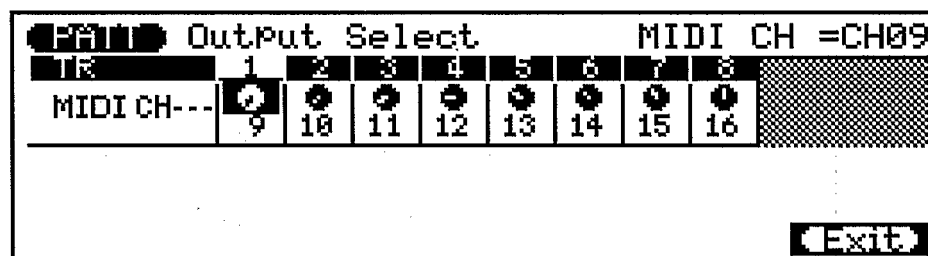 PATT Output Select MIDI CH =CH09
TR 1 2 3 4 5 6 7 8
MIDI CH--- 9 10 11 12 13 14 15 16
Exit